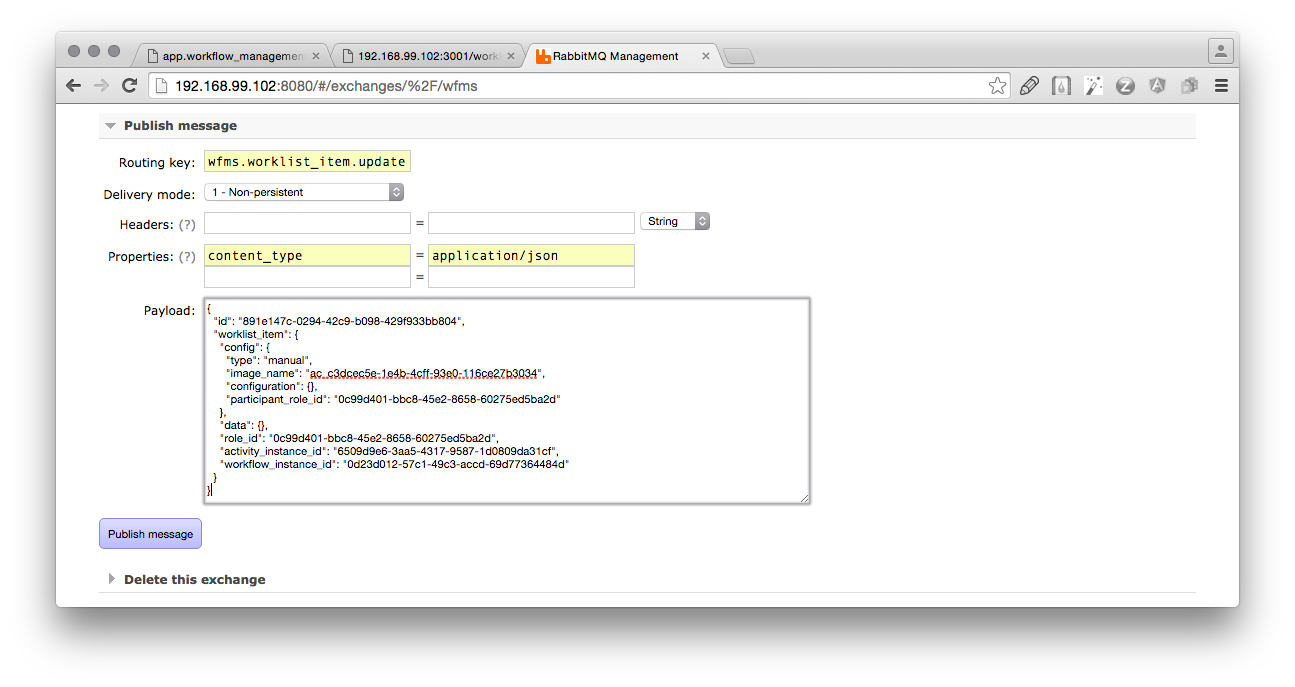 app.workflow_managemen
192.168.99.102:3001/work
RabbitMQ Management
192.168.99.102:8080/#/exchanges/%2F/wfms
Publish message
Routing key: wfms.worklist_item.update
Delivery mode: 1 - Non-persistent
Headers: (?) = String
Properties: (?) content_type = application/json
=
Payload:
{
"id": "891e147c-0294-42c9-b098-429f933bb804",
"worklist_item": {
"config": {
"type": "manual",
"image_name": "ac_c3dcec5e-1e4b-4cff-93e0-116ce27b3034",
"configuration": {},
"participant_role_id": "0c99d401-bbc8-45e2-8658-60275ed5ba2d"
},
"data": {},
"role_id": "0c99d401-bbc8-45e2-8658-60275ed5ba2d",
"activity_instance_id": "6509d9e6-3aa5-4317-9587-1d0809da31cf",
"workflow_instance_id": "0d23d012-57c1-49c3-accd-69d77364484d"
}
}
Publish message
Delete this exchange